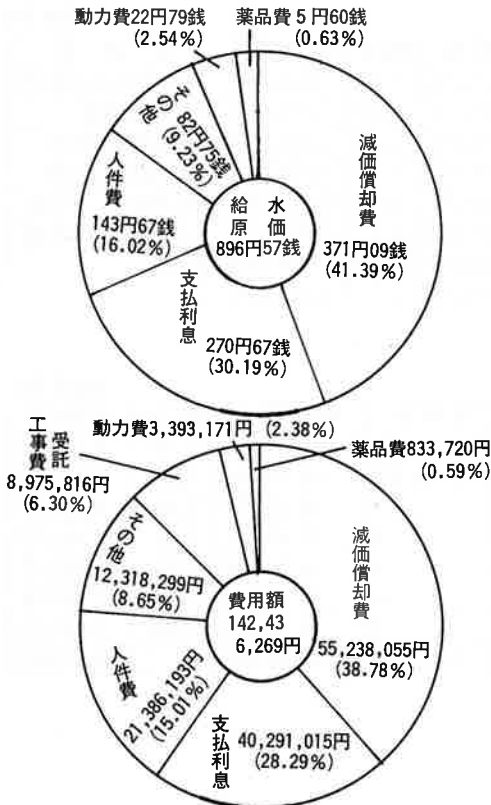 動力費22円79銭
(2.54%)
薬品費5円60銭
(0.63%)
減価償却費
371円09銭
(41.39%)
支払利息
270円67銭
(30.19%)
人件費
143円67銭
(16.02%)
その他
82円75銭
(9.23%)
給水
原価
896円57銭
動力費3,393,171円 (2.38%)
薬品費833,720円
(0.59%)
減価償却費
55,238,055円
(38.78%)
支払利息
40,291,015円
(28.29%)
人件費
21,386,193円
(15.01%)
その他
12,318,299円
(8.65%)
受託
工事費
8,975,816円
(6.30%)
費用額
142,43
6,269円